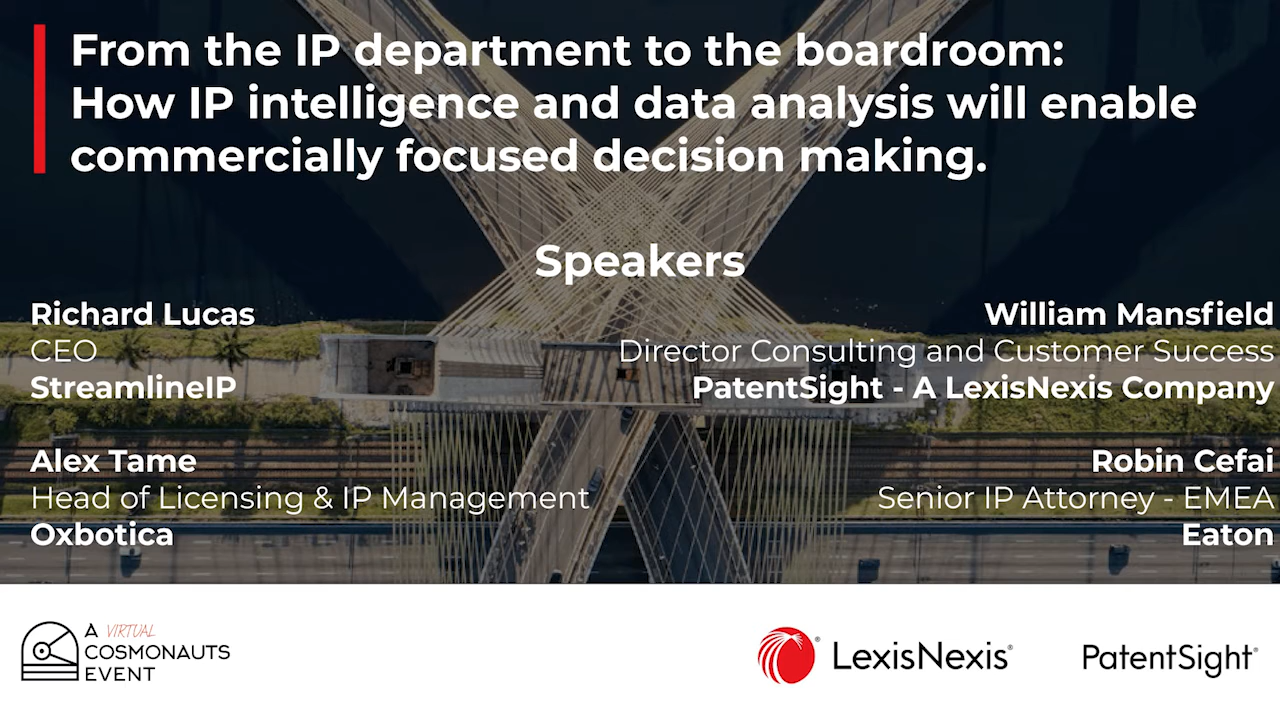 From the IP department to the boardroom:
How IP intelligence and data analysis will enable
commercially focused decision making.
Speakers
Richard Lucas
CEO
StreamlineIP
William Mansfield
Director Consulting and Customer Success
PatentSight - A LexisNexis Company
Alex Tame
Head of Licensing & IP Management
Oxbotica
Robin Cefai
Senior IP Attorney - EMEA
Eaton
A VIRTUAL
COSMONAUTS
EVENT
LexisNexis®
PatentSight®